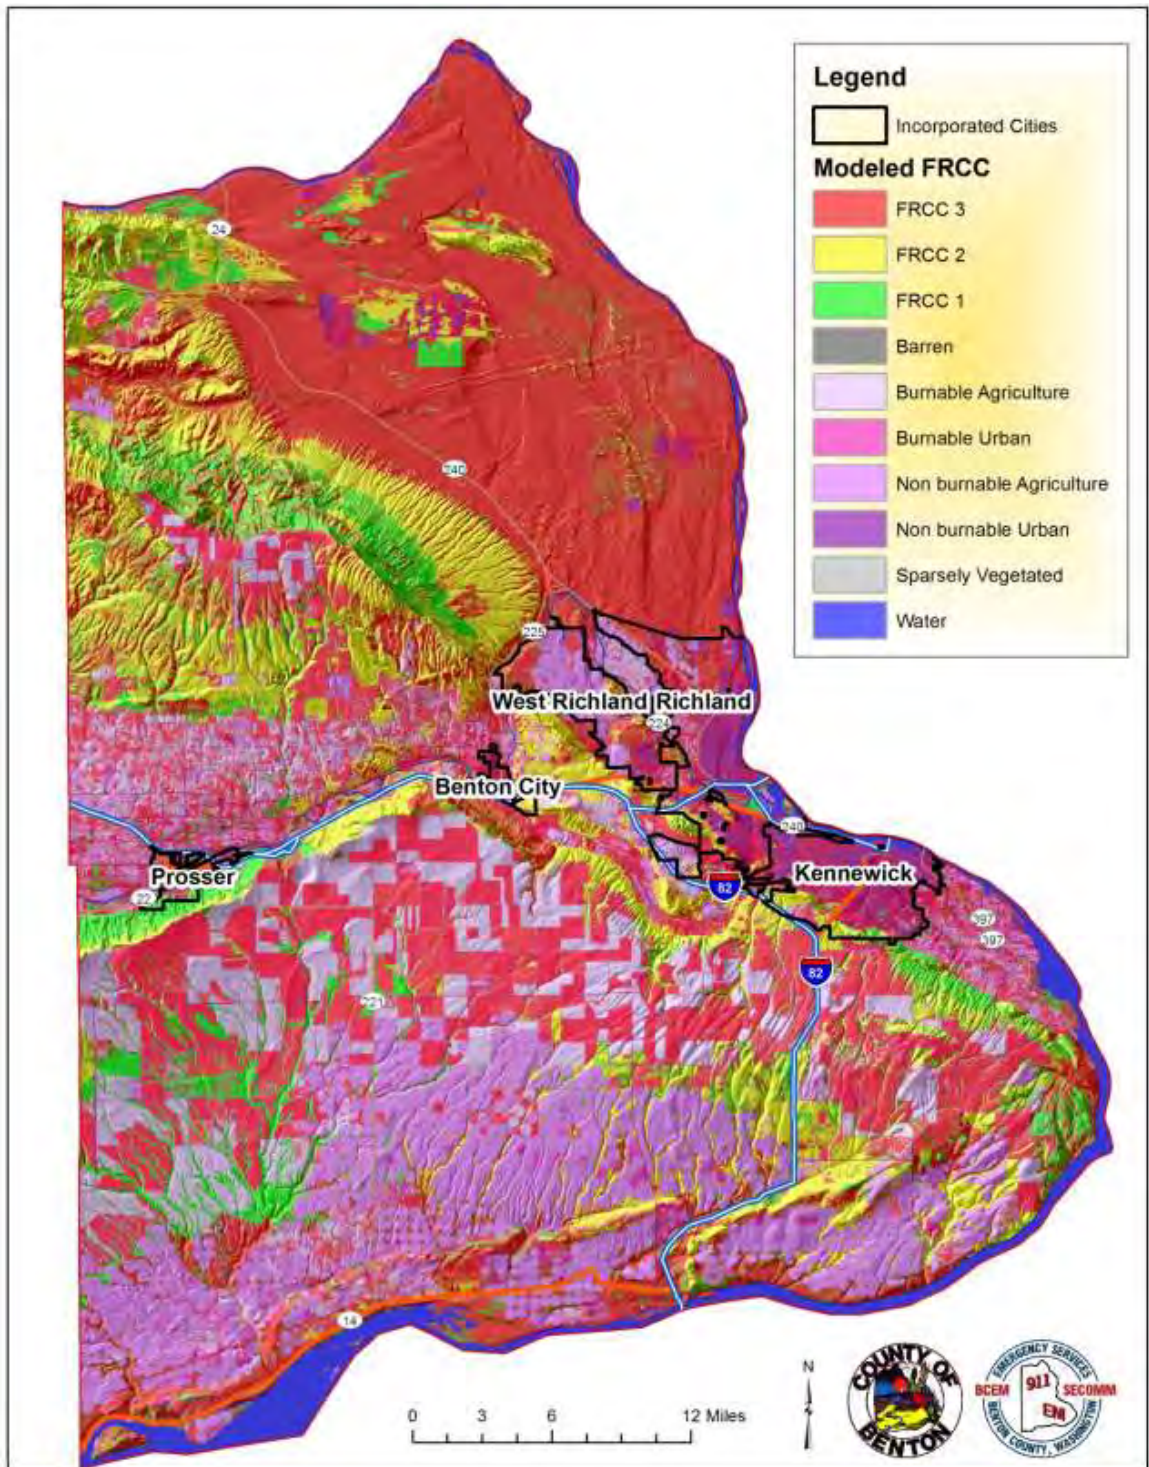 Legend
Incorporated Cities
Modeled FRCC
FRCC 3
FRCC 2
FRCC 1
Barren
Burnable Agriculture
Burnable Urban
Non burnable Agriculture
Non burnable Urban
Sparsely Vegetated
Water
24
240
225
West Richland
Richland
224
Benton City
240
Kennewick
82
Prosser
22
397
397
82
221
14
0 3 6 12 Miles
N
COUNTY OF
BENTON
EMERGENCY SERVICES
BCEM 911 SECOMM
EM
BENTON COUNTY, WASHINGTON